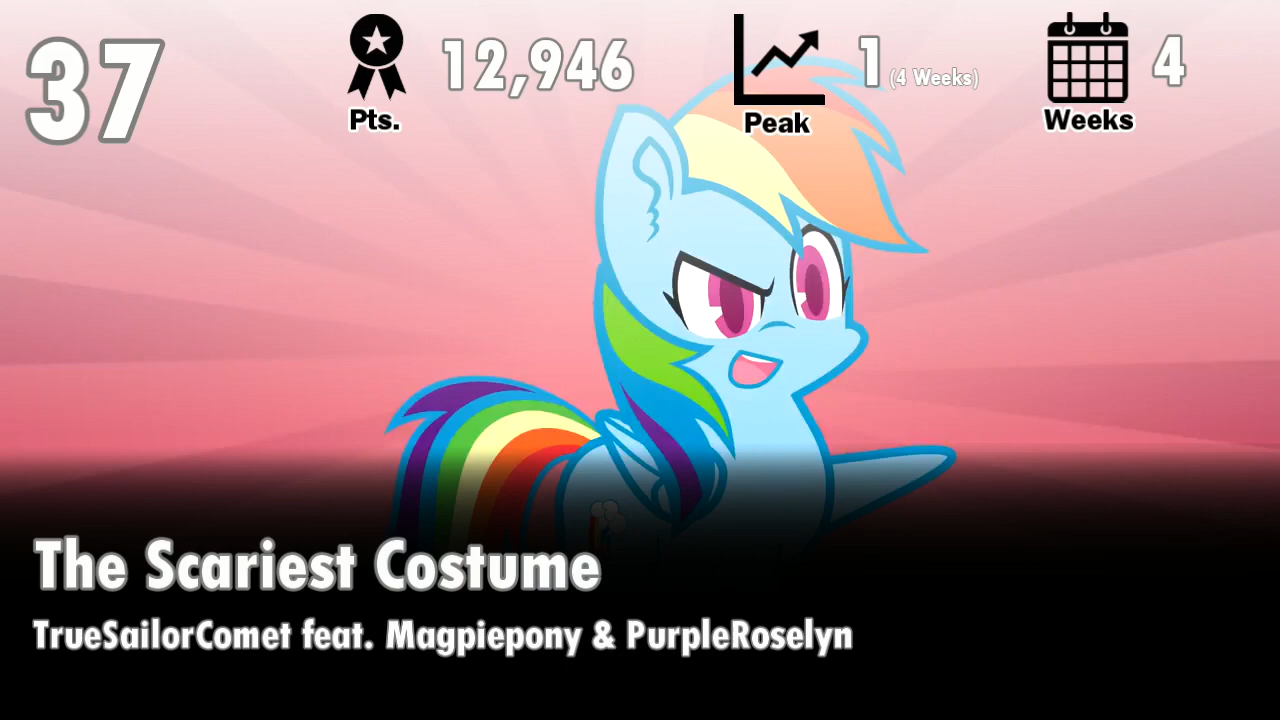 37
Pts.
12,946
Peak
1 (4 Weeks)
Weeks
4
The Scariest Costume
TrueSailorComet feat. Magpiepony & PurpleRoselyn